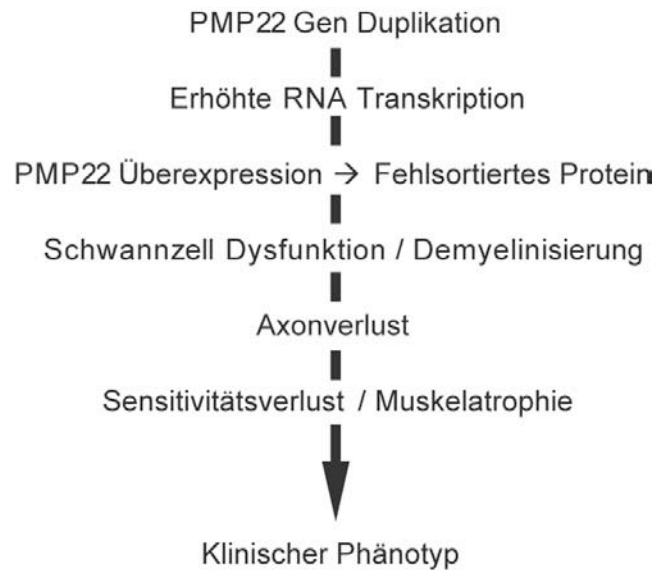 PMP22 Gen Duplikation
Erhöhte RNA Transkription
PMP22 Überexpression → Fehlsortiertes Protein
Schwannzell Dysfunktion / Demyelinisierung
Axonverlust
Sensitivitätsverlust / Muskelatrophie
Klinischer Phänotyp